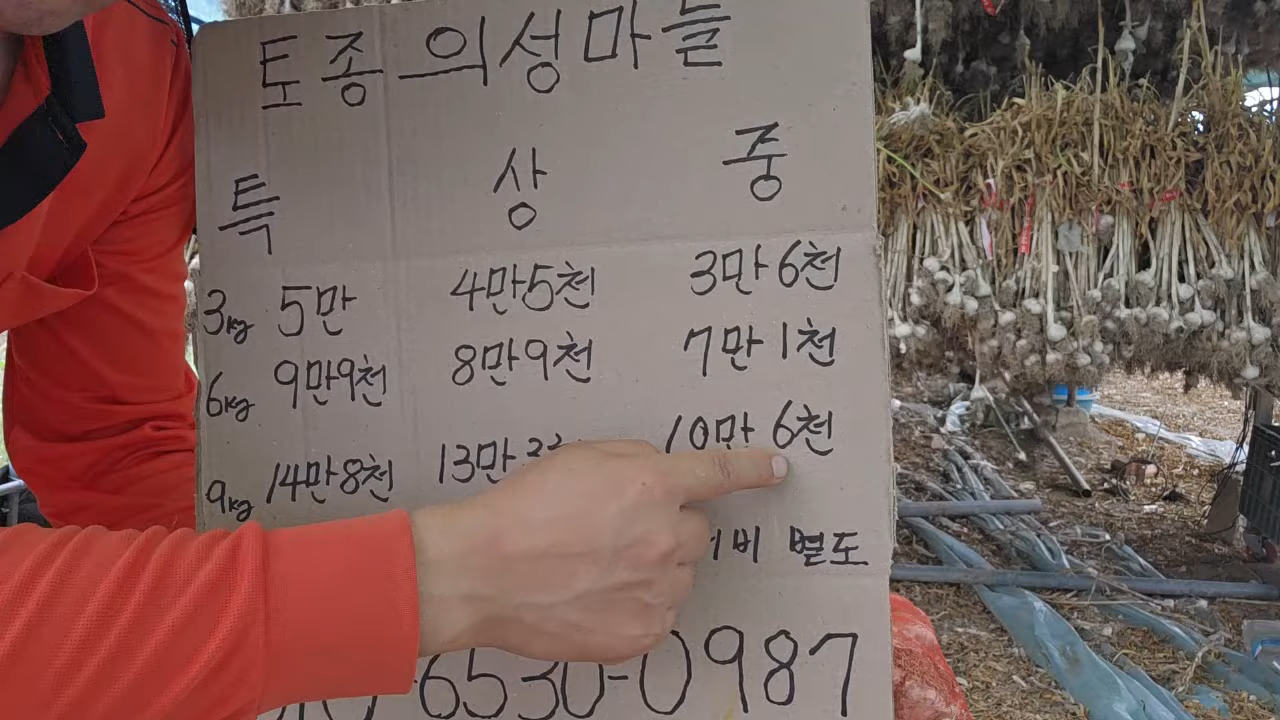 토종 의성마늘
특 상 중
3kg 5만 4만5천 3만6천
6kg 9만9천 8만9천 7만1천
9kg 14만8천 13만 10만6천
별도
6530-0987